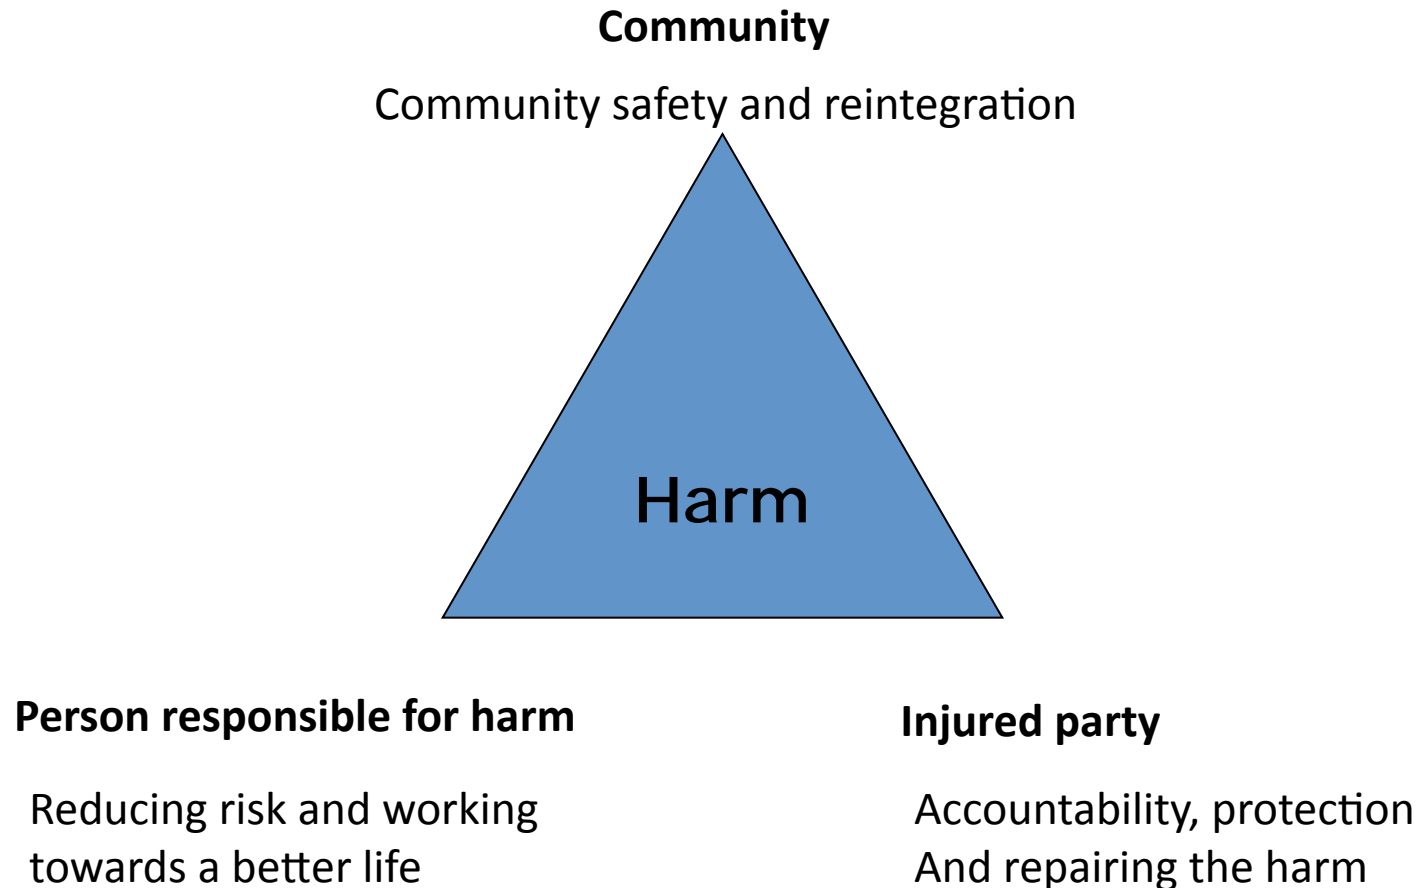 Community
Community safety and reintegration
Harm
Person responsible for harm
Reducing risk and working
towards a better life
Injured party
Accountability, protection
And repairing the harm